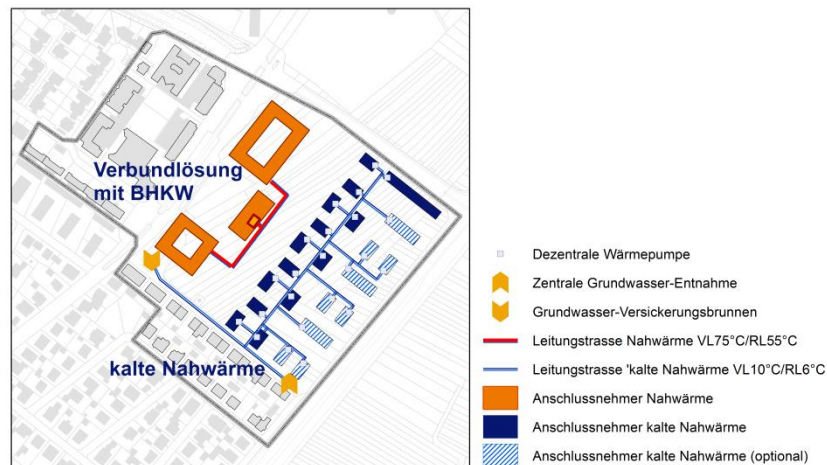 Verbundlösung
mit BHKW
kalte Nahwärme
Dezentrale Wärmepumpe
Zentrale Grundwasser-Entnahme
Grundwasser-Versickerungsbrunnen
Leitungstrasse Nahwärme VL75°C/RL55°C
Leitungstrasse 'kalte Nahwärme VL10°C/RL6°C
Anschlussnehmer Nahwärme
Anschlussnehmer kalte Nahwärme
Anschlussnehmer kalte Nahwärme (optional)